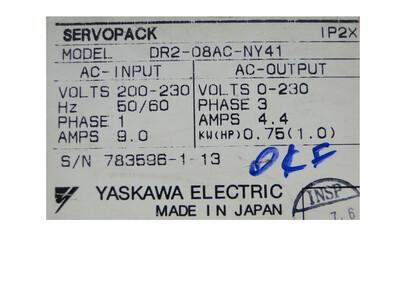 SERVOPACK IP2X
MODEL DR2-08AC-NY41
AC-INPUT AC-OUTPUT
VOLTS 200-230 VOLTS 0-230
Hz 50/60 PHASE 3
PHASE 1 AMPS 4.4
AMPS 9.0 KW(HP) 0.75(1.0)
S/N 783596-1-13
YASKAWA ELECTRIC
MADE IN JAPAN
INSP
7.6